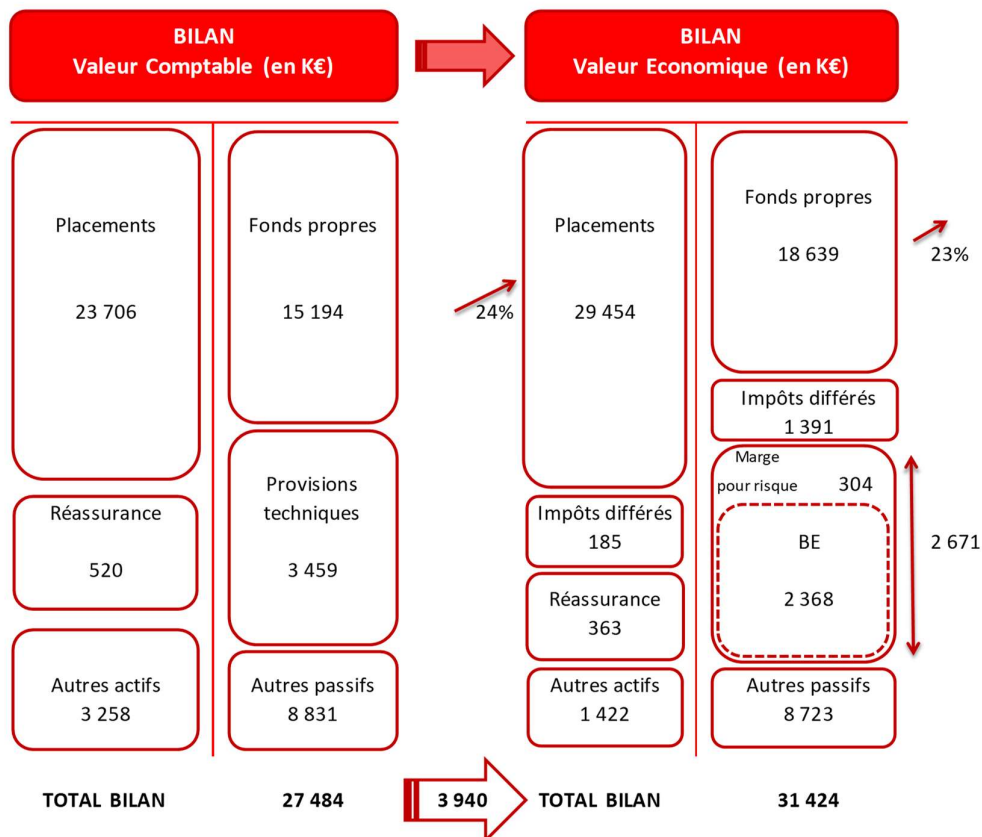 BILAN
Valeur Comptable (en K€)
BILAN
Valeur Economique (en K€)
Placements
23 706
Réassurance
520
Autres actifs
3 258
Fonds propres
15 194
Provisions
techniques
3 459
Autres passifs
8 831
24%
Placements
29 454
Impôts différés
185
Réassurance
363
Autres actifs
1 422
Fonds propres
18 639
23%
Impôts différés
1 391
Marge
pour risque 304
BE
2 368
2 671
Autres passifs
8 723
TOTAL BILAN 27 484 3 940 TOTAL BILAN 31 424